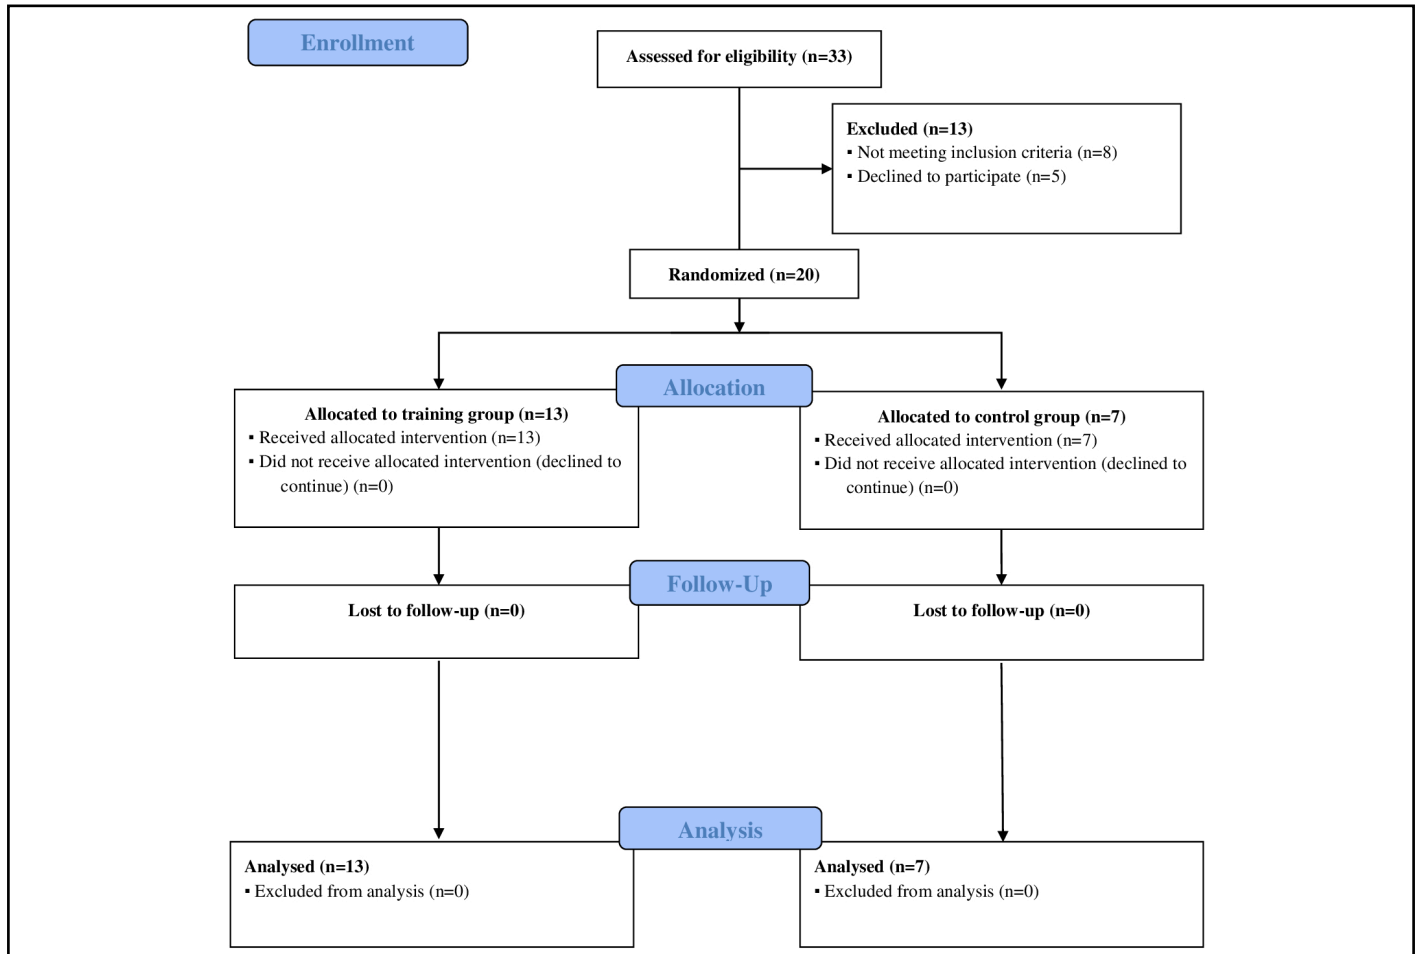 Enrollment
Assessed for eligibility (n=33)
Excluded (n=13)
▪ Not meeting inclusion criteria (n=8)
▪ Declined to participate (n=5)
Randomized (n=20)
Allocation
Allocated to training group (n=13)
▪ Received allocated intervention (n=13)
▪ Did not receive allocated intervention (declined to
continue) (n=0)
Allocated to control group (n=7)
▪ Received allocated intervention (n=7)
▪ Did not receive allocated intervention (declined to
continue) (n=0)
Follow-Up
Lost to follow-up (n=0)
Lost to follow-up (n=0)
Analysis
Analysed (n=13)
▪ Excluded from analysis (n=0)
Analysed (n=7)
▪ Excluded from analysis (n=0)